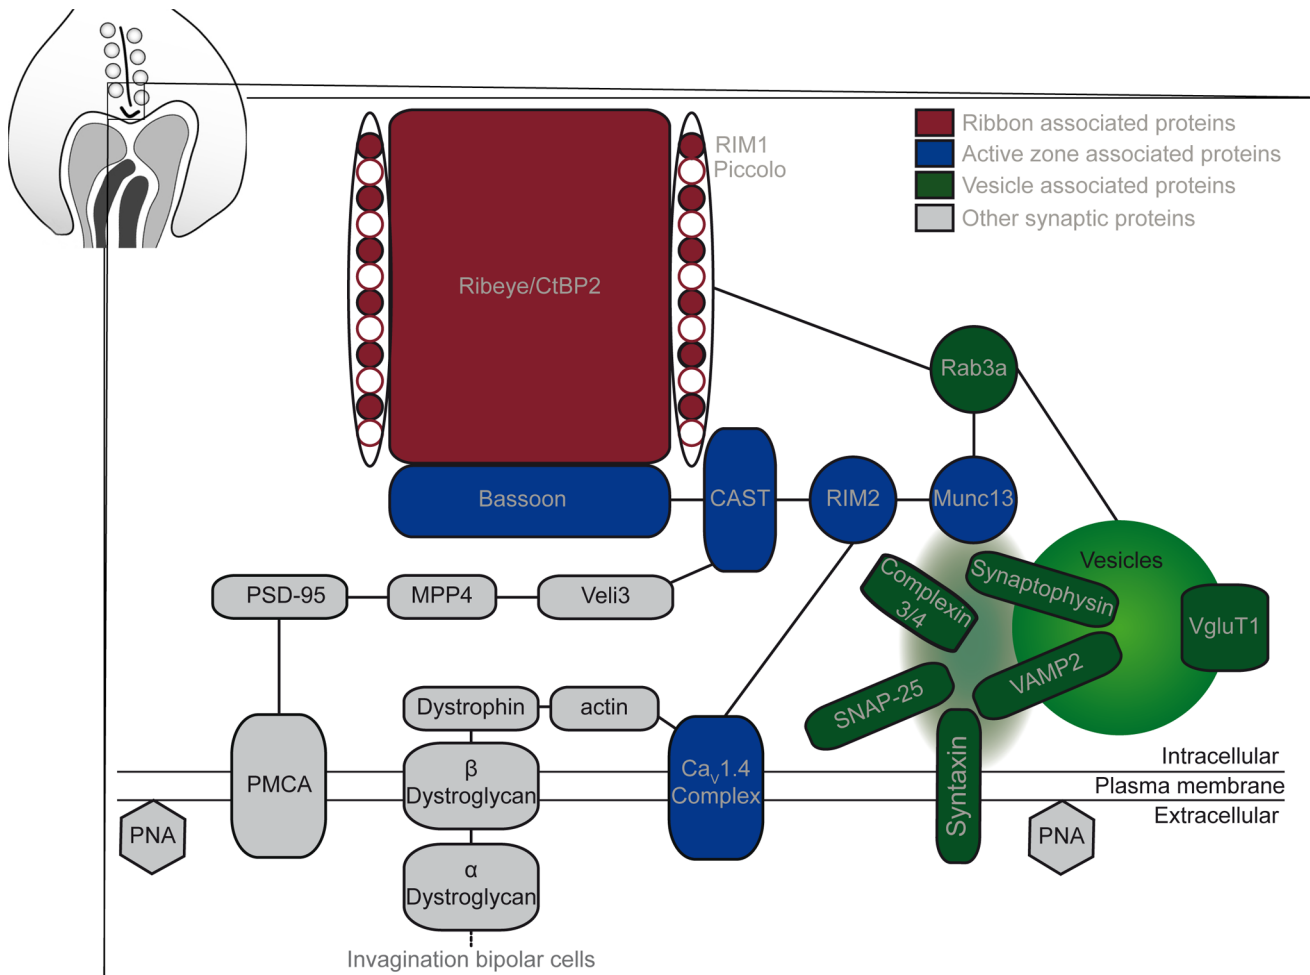 RIM1
Piccolo
Ribbon associated proteins
Active zone associated proteins
Vesicle associated proteins
Other synaptic proteins
Ribeye/CtBP2
Rab3a
Bassoon
CAST
RIM2
Munc13
Vesicles
Synaptophysin
Complexin
3/4
VgluT1
PSD-95
MPP4
Veli3
VAMP2
SNAP-25
Dystrophin
actin
Syntaxin
PMCA
β
Dystroglycan
Cav1.4
Complex
Intracellular
Plasma membrane
Extracellular
PNA
PNA
α
Dystroglycan
Invagination bipolar cells